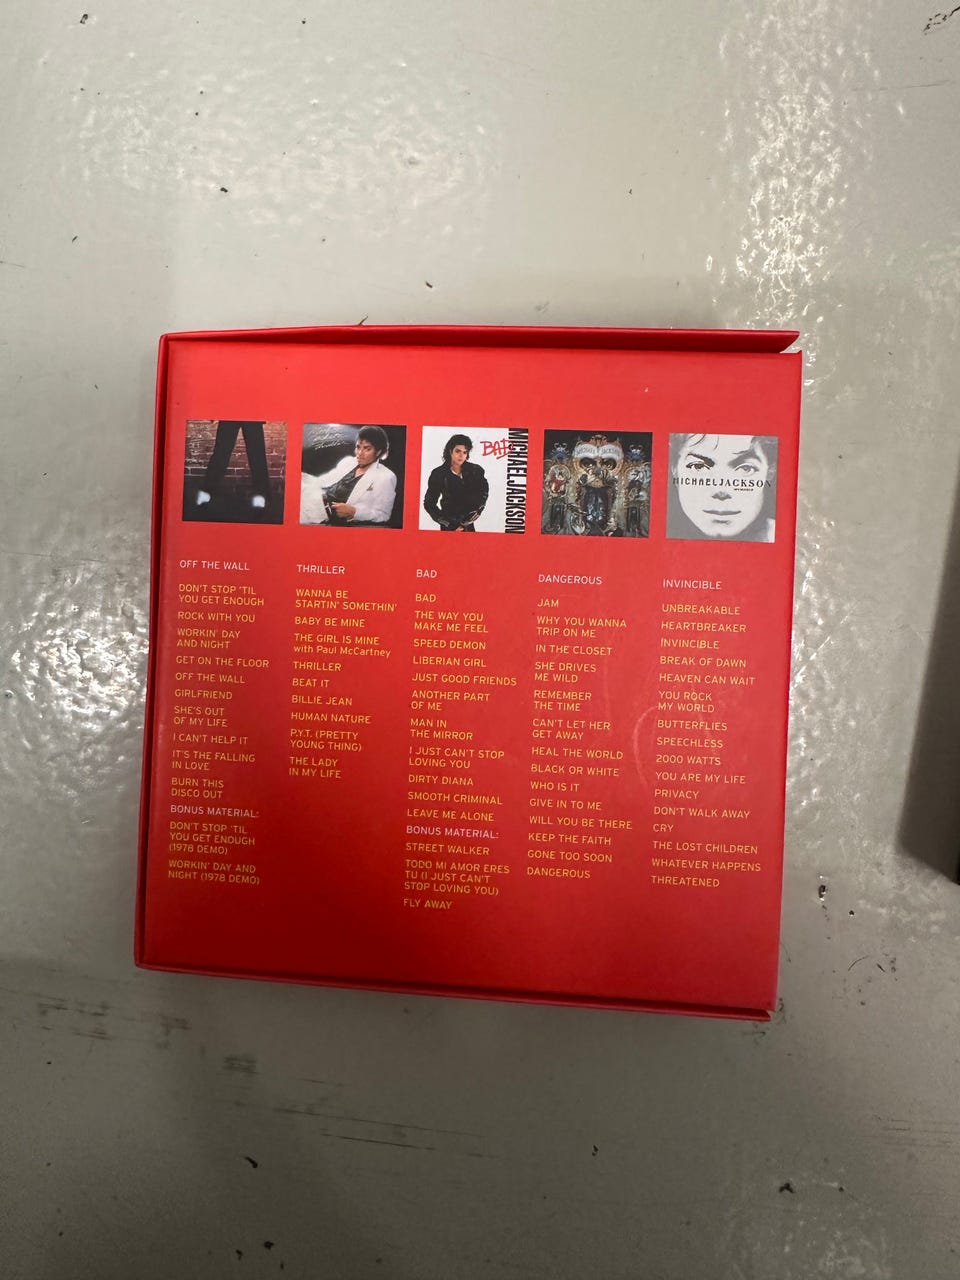 BAD
MICHAEL JACKSON
MICHAEL JACKSON
OFF THE WALL
DON'T STOP 'TIL
YOU GET ENOUGH
ROCK WITH YOU
WORKIN' DAY
AND NIGHT
GET ON THE FLOOR
OFF THE WALL
GIRLFRIEND
SHE'S OUT
OF MY LIFE
I CAN'T HELP IT
IT'S THE FALLING
IN LOVE
BURN THIS
DISCO OUT
BONUS MATERIAL:
DON'T STOP 'TIL
YOU GET ENOUGH
(1978 DEMO)
WORKIN' DAY AND
NIGHT (1978 DEMO)
THRILLER
WANNA BE
STARTIN' SOMETHIN'
BABY BE MINE
THE GIRL IS MINE
with Paul McCartney
THRILLER
BEAT IT
BILLIE JEAN
HUMAN NATURE
P.Y.T. (PRETTY
YOUNG THING)
THE LADY
IN MY LIFE
BAD
BAD
THE WAY YOU
MAKE ME FEEL
SPEED DEMON
LIBERIAN GIRL
JUST GOOD FRIENDS
ANOTHER PART
OF ME
MAN IN
THE MIRROR
I JUST CAN'T STOP
LOVING YOU
DIRTY DIANA
SMOOTH CRIMINAL
LEAVE ME ALONE
BONUS MATERIAL:
STREET WALKER
TODO MI AMOR ERES
TU (I JUST CAN'T
STOP LOVING YOU)
FLY AWAY
DANGEROUS
JAM
WHY YOU WANNA
TRIP ON ME
IN THE CLOSET
SHE DRIVES
ME WILD
REMEMBER
THE TIME
CAN'T LET HER
GET AWAY
HEAL THE WORLD
BLACK OR WHITE
WHO IS IT
GIVE IN TO ME
WILL YOU BE THERE
KEEP THE FAITH
GONE TOO SOON
DANGEROUS
INVINCIBLE
UNBREAKABLE
HEARTBREAKER
INVINCIBLE
BREAK OF DAWN
HEAVEN CAN WAIT
YOU ROCK
MY WORLD
BUTTERFLIES
SPEECHLESS
2000 WATTS
YOU ARE MY LIFE
PRIVACY
DON'T WALK AWAY
CRY
THE LOST CHILDREN
WHATEVER HAPPENS
THREATENED